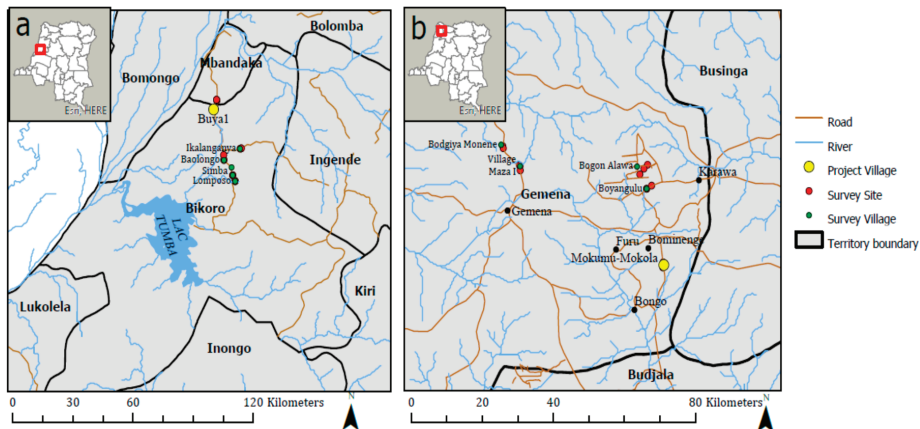 a
Esri, HERE
Bolomba
Mbandaka
Bomongo
Buya1
Ikalanganya
Baolongo
Simba
Lomposo
Ingende
Bikoro
LAC
TUMBA
Kiri
Lukolela
Inongo
0 30 60 120 Kilometers
N
b
Esri, HERE
Businga
Bodgiya Monene
Village
Maza I
Bogon Alawa
Karawa
Boyangulu
Gemena
Gemena
Furu
Bominenge
Mokumu-Mokola
Bongo
Budjala
0 20 40 80 Kilometers
N
Road
River
Project Village
Survey Site
Survey Village
Territory boundary